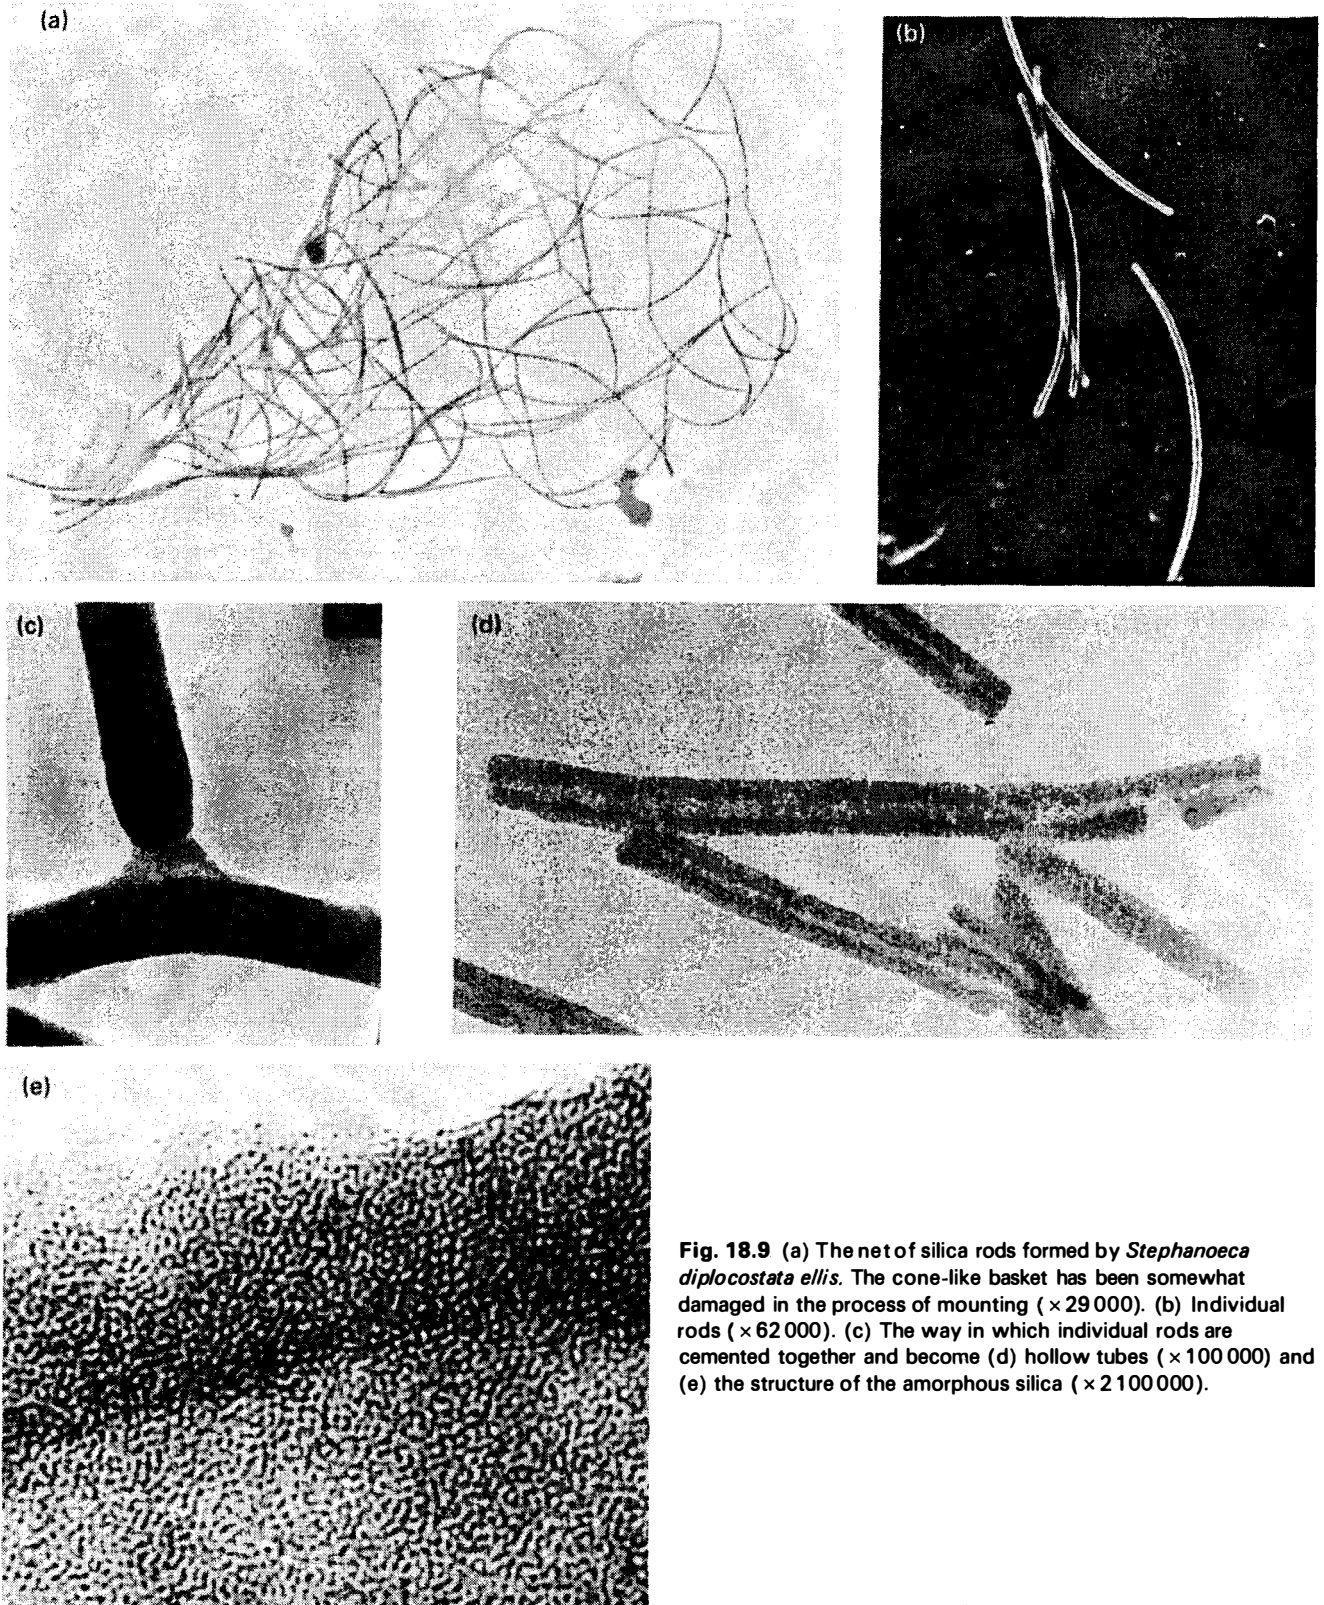 (a)
(b)
(c)
(d)
(e)
Fig. 18.9 (a) The net of silica rods formed by Stephanoeca
diplocostata ellis. The cone-like basket has been somewhat
damaged in the process of mounting (×29 000). (b) Individual
rods (×62 000). (c) The way in which individual rods are
cemented together and become (d) hollow tubes (×100 000) and
(e) the structure of the amorphous silica (×2 100 000).